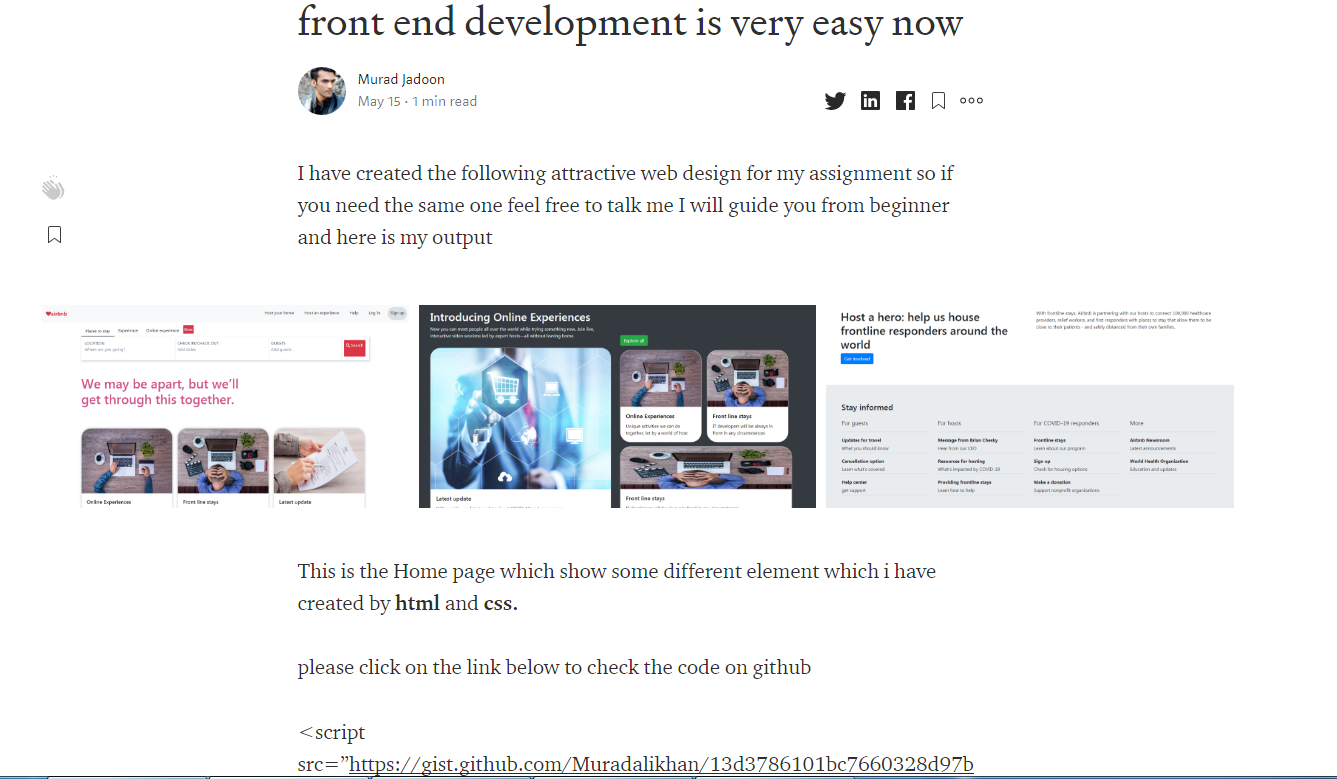 front end development is very easy now
Murad Jadoon
May 15 · 1 min read
I have created the following attractive web design for my assignment so if
you need the same one feel free to talk me I will guide you from beginner
and here is my output
airbnb
Host your home Host an experience Help Log in Sign up
Places to stay Experience Online experience
LOCATION CHECK IN/CHECK OUT GUESTS
Where are you going? Add dates Add guests
Search
We may be apart, but we'll
get through this together.
Online Experiences Front line stays Latest update
Introducing Online Experiences
Now you can meet people all over the world while trying something new. Join live,
interactive video sessions led by expert hosts—all without leaving home.
Explore all
Online Experiences
Unique activities we can do
together, led by a world of host
Front line stays
IT developers will be always in
front in any circumstances
Latest update
Front line stays
Host a hero: help us house
frontline responders around the
world
Get involved
With frontline stays, Airbnb is partnering with our hosts to connect 100,000 healthcare
providers, relief workers, and first responders with places to stay that allow them to be
close to their patients - and safely distanced from their own families.
Stay informed
For guests For hosts For COVID-19 responders More
Updates for travel Message from Brian Chesky Frontline stays Airbnb Newsroom
What you should know Hear from our CEO Learn about our program Latest announcements
Cancellation option Resources for hosting Sign up World Health Organization
Learn what's covered What's impacted by COVID-19 Check for housing options Education and updates
Help center Providing frontline stays Make a donation
get support Learn how to help Support nonprofit organizations
This is the Home page which show some different element which i have
created by html and css.
please click on the link below to check the code on github
<script
src=”https://gist.github.com/Muradalikhan/13d3786101bc7660328d97b